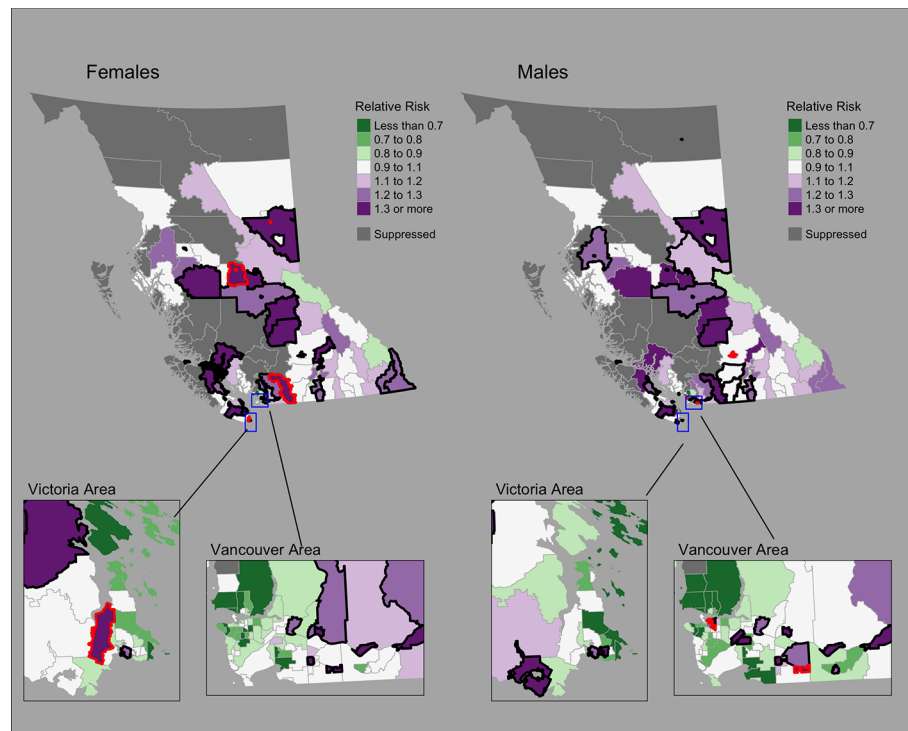 Females
Relative Risk
Less than 0.7
0.7 to 0.8
0.8 to 0.9
0.9 to 1.1
1.1 to 1.2
1.2 to 1.3
1.3 or more
Suppressed
Victoria Area
Vancouver Area
Males
Relative Risk
Less than 0.7
0.7 to 0.8
0.8 to 0.9
0.9 to 1.1
1.1 to 1.2
1.2 to 1.3
1.3 or more
Suppressed
Victoria Area
Vancouver Area